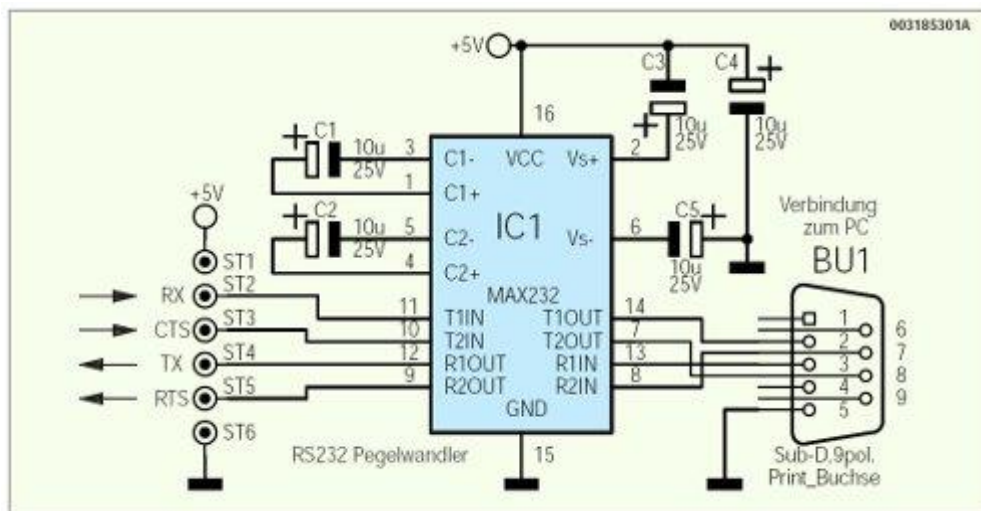 003185301A
+5V
C3
C4
+
+
10u
25V
10u
25V
16
+
C1
10u
25V
3
1
C1-
VCC
Vs+
2
C1+
+5V
+
C2
10u
25V
5
4
C2-
IC1
Vs-
6
C5
+
10u
25V
C2+
Verbindung
zum PC
BU1
ST1
ST2
RX
11
MAX232
T1IN
T1OUT
14
ST3
CTS
10
T2IN
T2OUT
7
ST4
TX
12
R1OUT
R1IN
13
ST5
RTS
9
R2OUT
R2IN
8
GND
ST6
15
1
6
2
7
3
8
4
9
5
RS232 Pegelwandler
Sub-D,9pol.
Print_Buchse